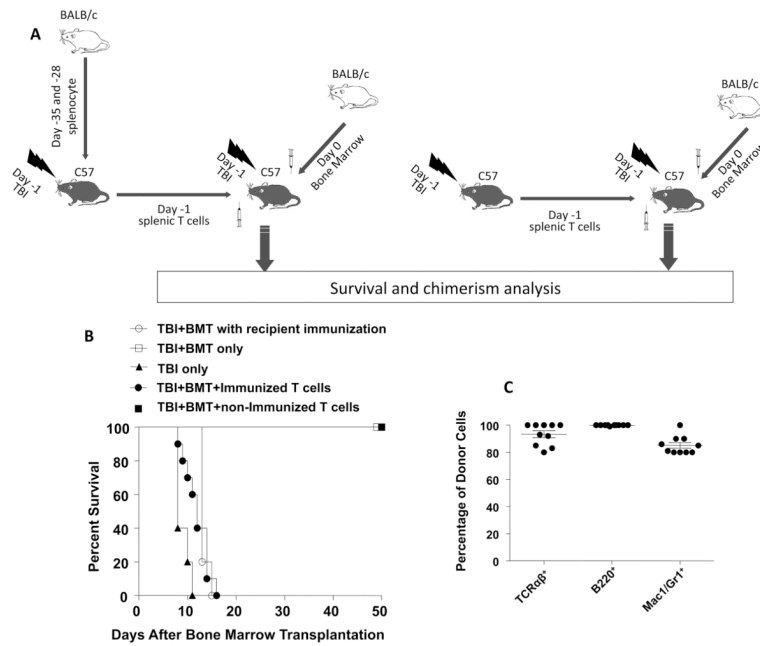 A
BALB/c
Day -35 and -28
splenocyte
Day -1
TBI
C57
Day -1
splenic T cells
Day -1
TBI
C57
BALB/c
Day 0
Bone Marrow
Day -1
TBI
C57
Day -1
splenic T cells
Day -1
TBI
C57
BALB/c
Day 0
Bone Marrow
Survival and chimerism analysis
B
TBI+BMT with recipient immunization
TBI+BMT only
TBI only
TBI+BMT+Immunized T cells
TBI+BMT+non-Immunized T cells
Percent Survival
100
80
60
40
20
0
0 10 20 30 40 50
Days After Bone Marrow Transplantation
C
Percentage of Donor Cells
100
80
60
40
20
0
TCRαβ⁺
B220⁺
Mac1/Gr1⁺